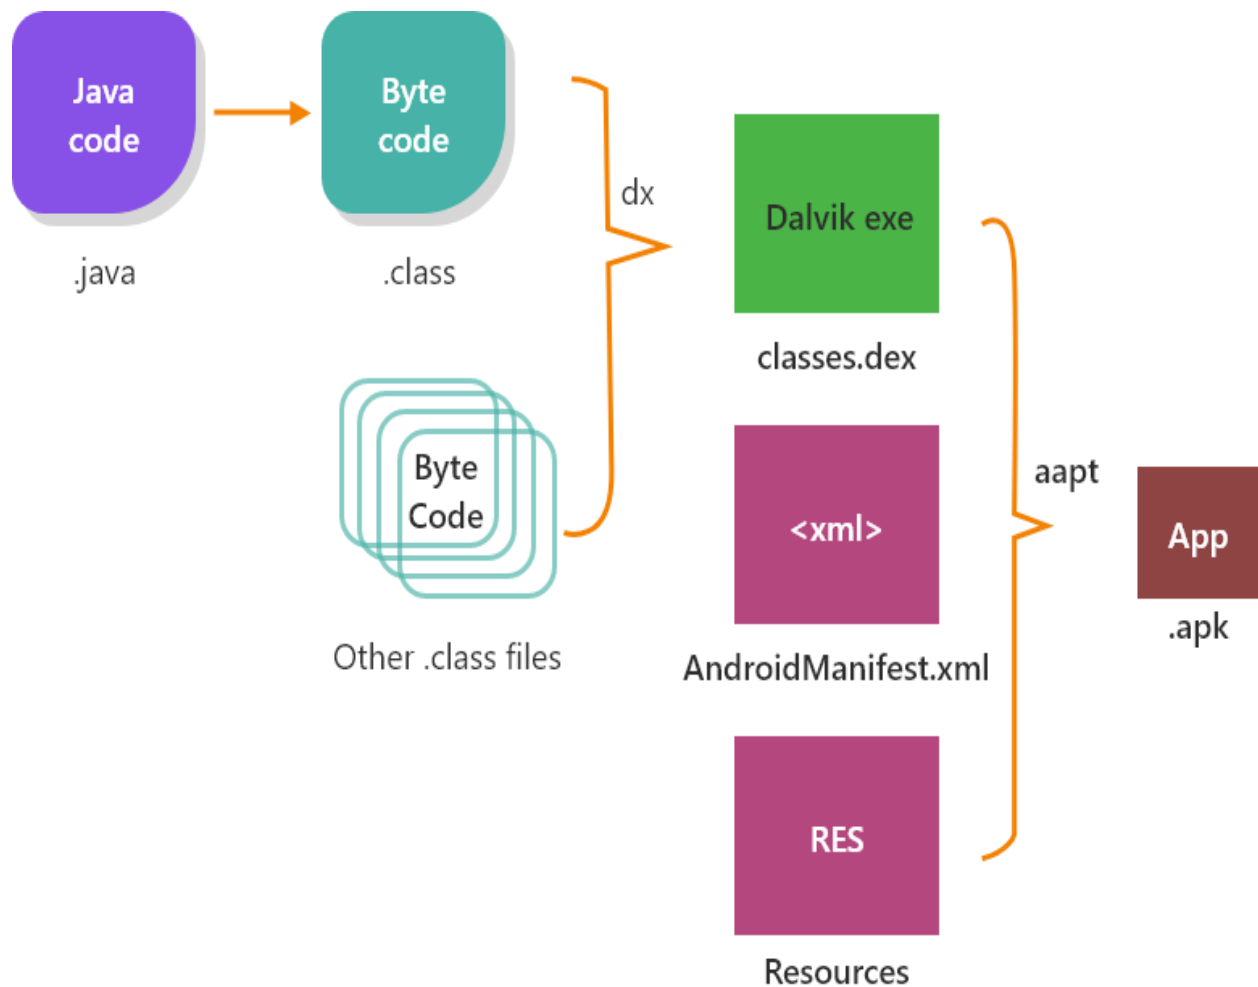 Java
code
.java
Byte
code
.class
dx
Byte
Code
Other .class files
Dalvik exe
classes.dex
<xml>
AndroidManifest.xml
RES
Resources
aapt
App
.apk